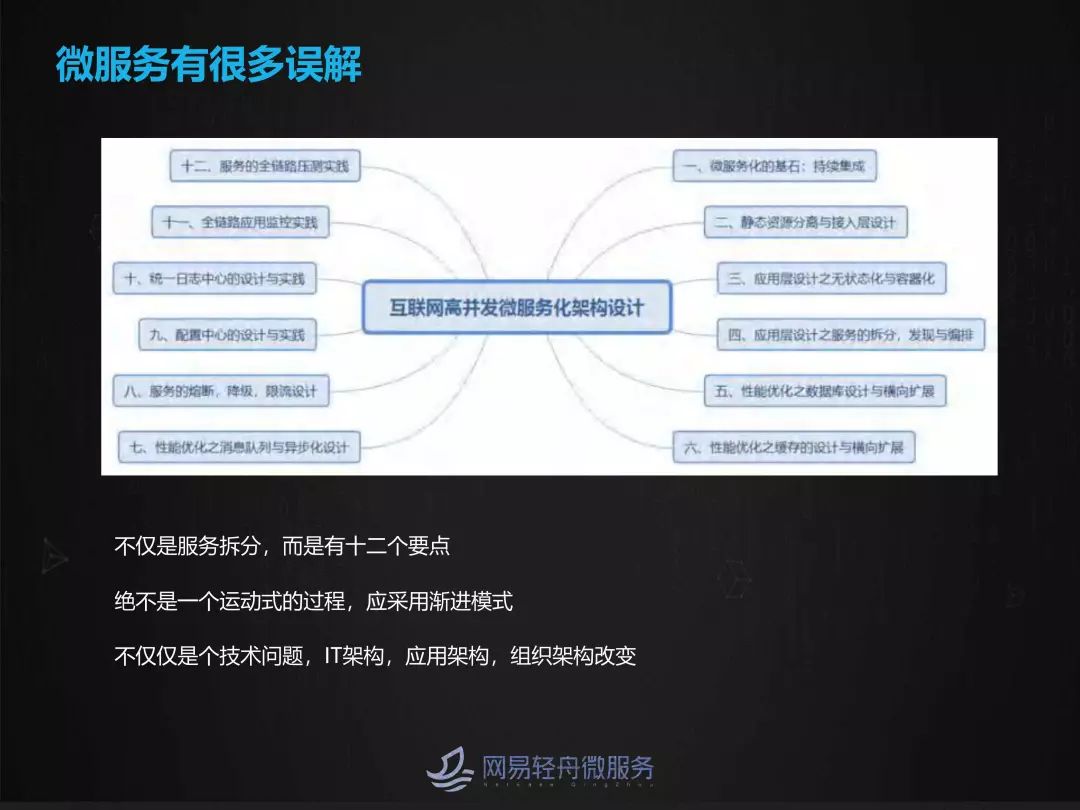 微服务有很多误解
十二、服务的全链路压测实践
一、微服务化的基石：持续集成
十一、全链路应用监控实践
二、静态资源分离与接入层设计
十、统一日志中心的设计与实践
三、应用层设计之无状态化与容器化
互联网高并发微服务化架构设计
九、配置中心的设计与实践
四、应用层设计之服务的拆分，发现与编排
八、服务的熔断，降级，限流设计
五、性能优化之数据库设计与横向扩展
七、性能优化之消息队列与异步化设计
六、性能优化之缓存的设计与横向扩展
不仅是服务拆分，而是有十二个要点
绝不是一个运动式的过程，应采用渐进模式
不仅仅是个技术问题，IT架构，应用架构，组织架构改变
网易轻舟微服务
Netease QingZhou